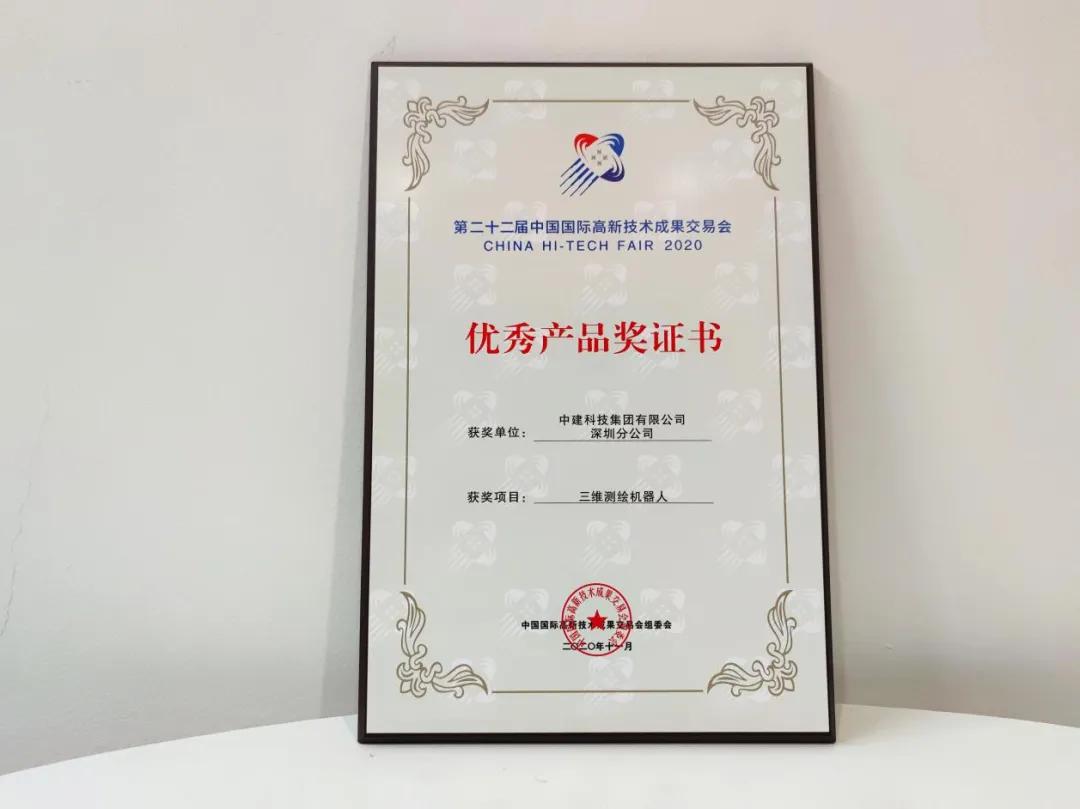 第二十二届中国国际高新技术成果交易会
CHINA HI-TECH FAIR 2020
优秀产品奖证书
获奖单位：
中建科技集团有限公司
深圳分公司
获奖项目：
三维测绘机器人
中国国际高新技术成果交易会组委会
二〇二〇年十一月